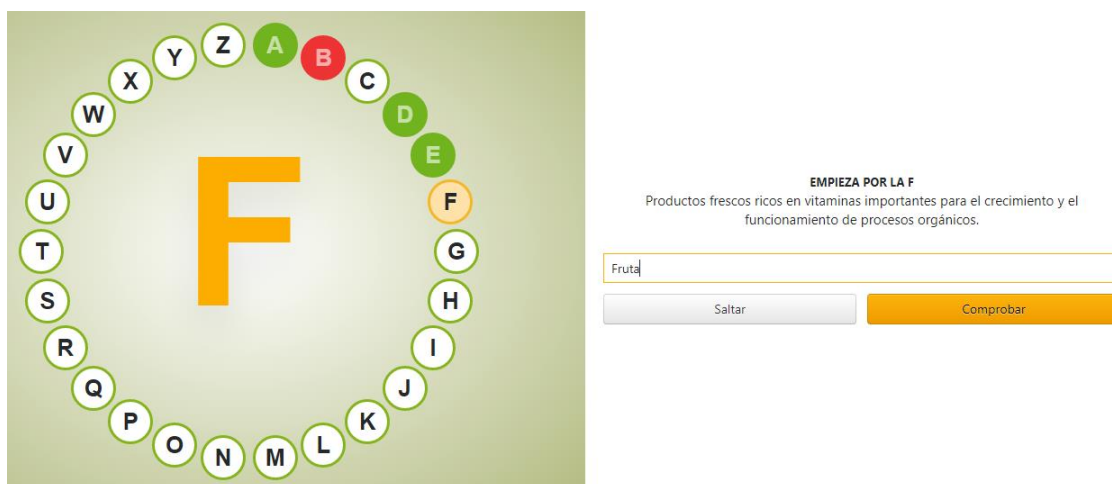 A
B
C
D
E
F
G
H
I
J
K
L
M
N
O
P
Q
R
S
T
U
V
W
X
Y
Z
F
EMPIEZA POR LA F
Productos frescos ricos en vitaminas importantes para el crecimiento y el
funcionamiento de procesos orgánicos.
Fruta
Saltar
Comprobar